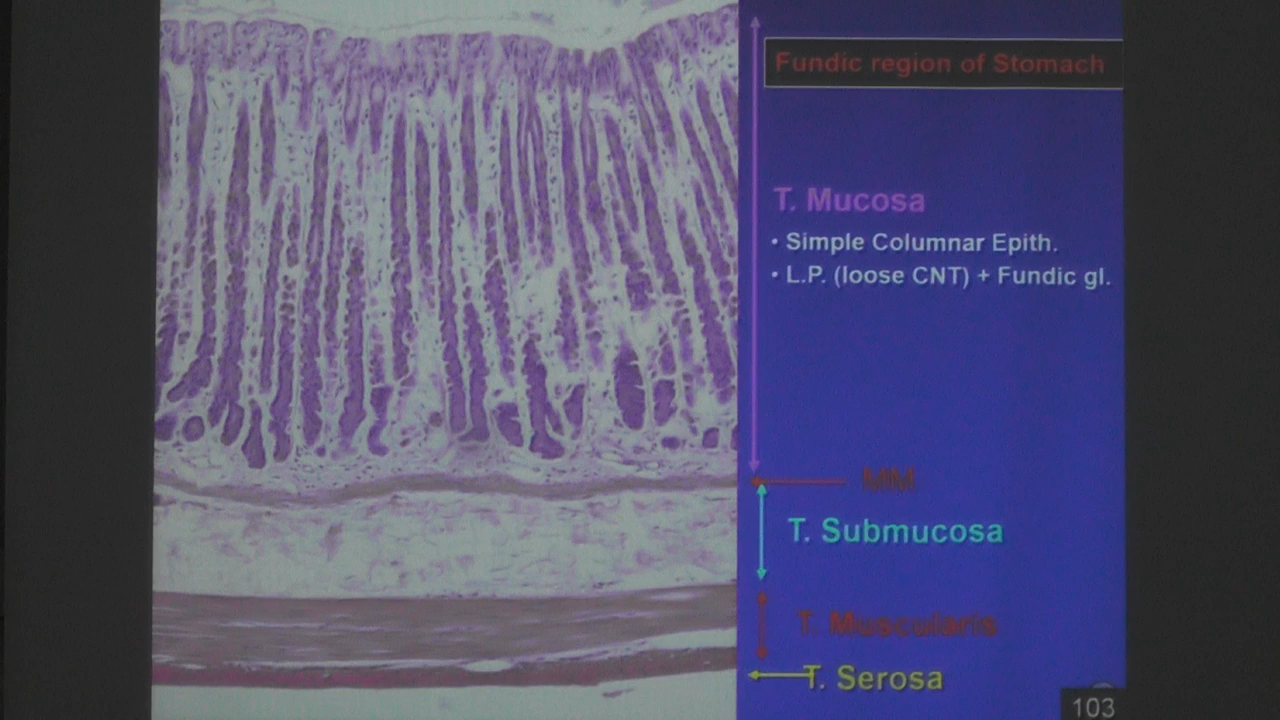 Fundic region of Stomach
T. Mucosa
• Simple Columnar Epith.
• L.P. (loose CNT) + Fundic gl.
MM
T. Submucosa
T. Muscularis
T. Serosa
103